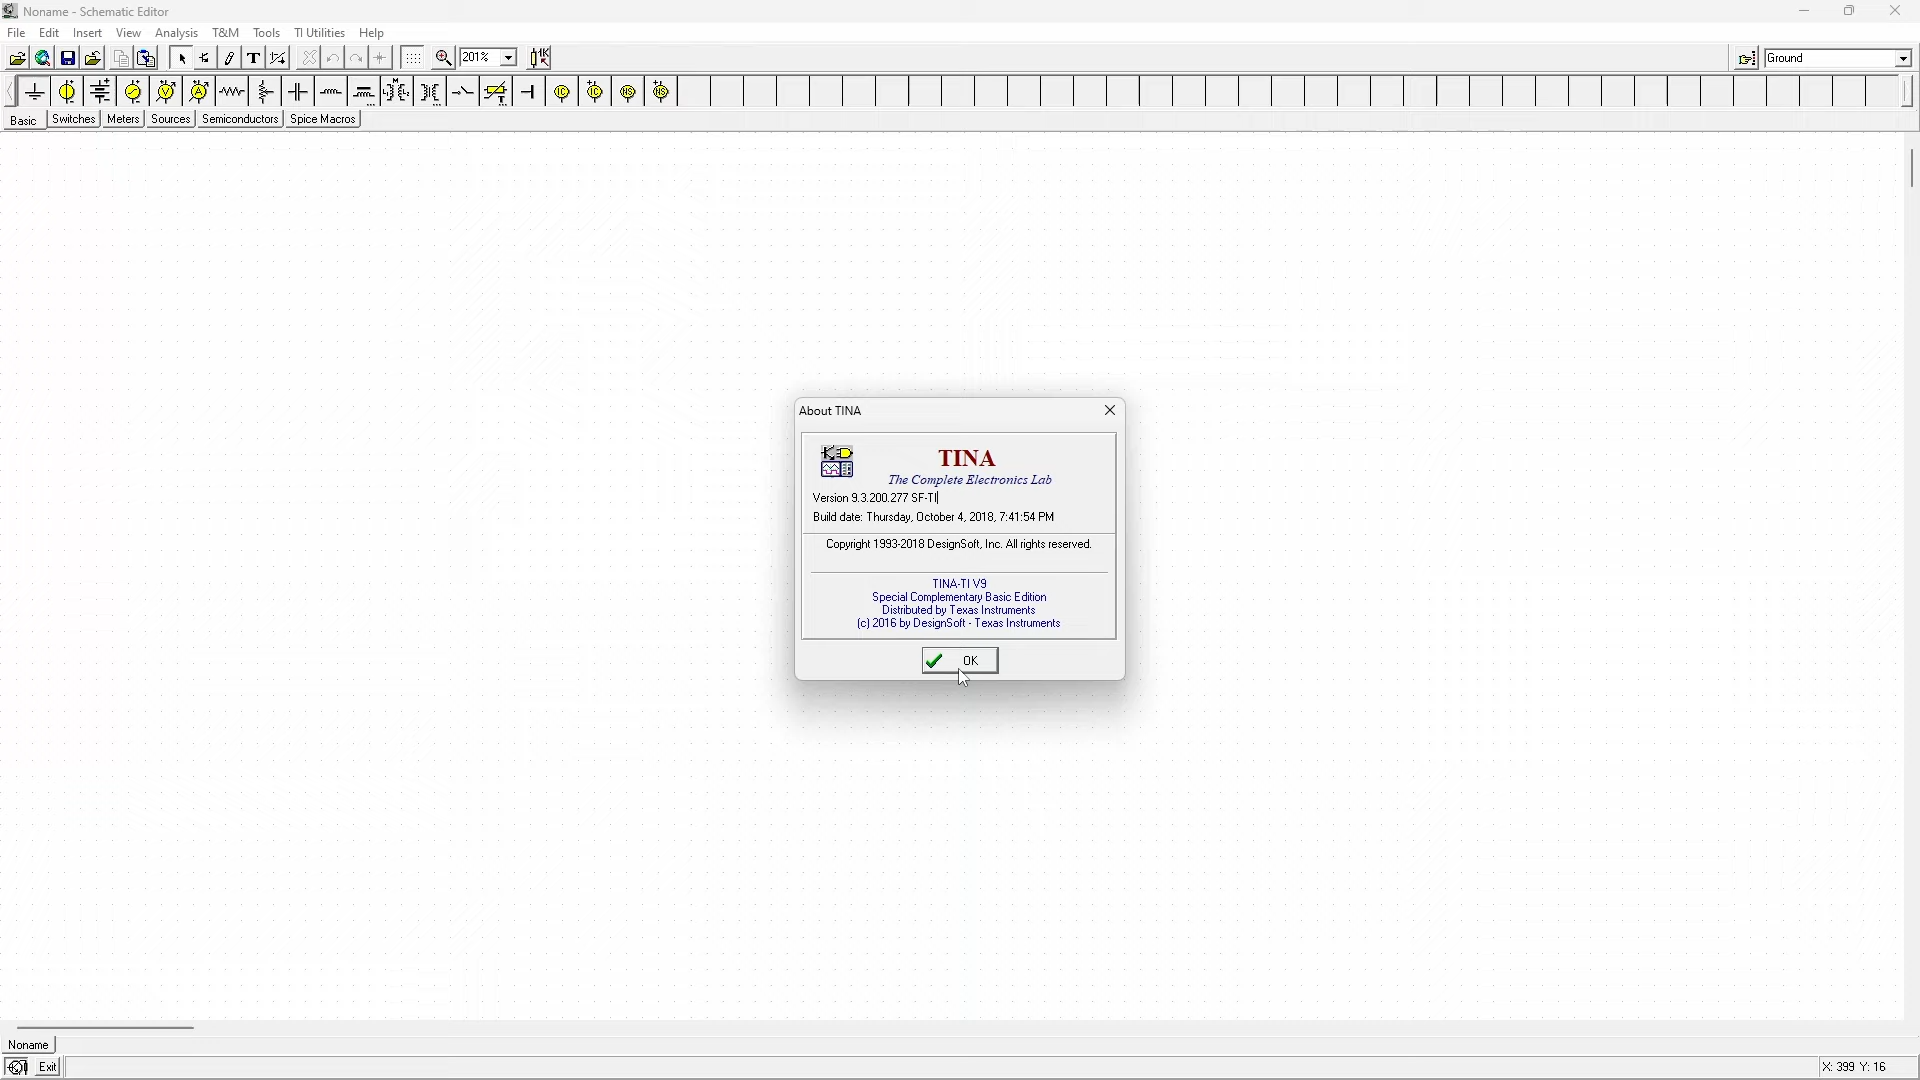 Noname - Schematic Editor
File Edit Insert View Analysis T&M Tools TI Utilities Help
201% 1K Ground
Basic Switches Meters Sources Semiconductors Spice Macros
About TINA
TINA
The Complete Electronics Lab
Version 9.3.200.277 SF-TI
Build date: Thursday, October 4, 2018, 7:41:54 PM
Copyright 1993-2018 DesignSoft, Inc. All rights reserved.
TINA-TI V9
Special Complementary Basic Edition
Distributed by Texas Instruments
(c) 2016 by DesignSoft - Texas Instruments
OK
Noname
Exit X: 399 Y: 16